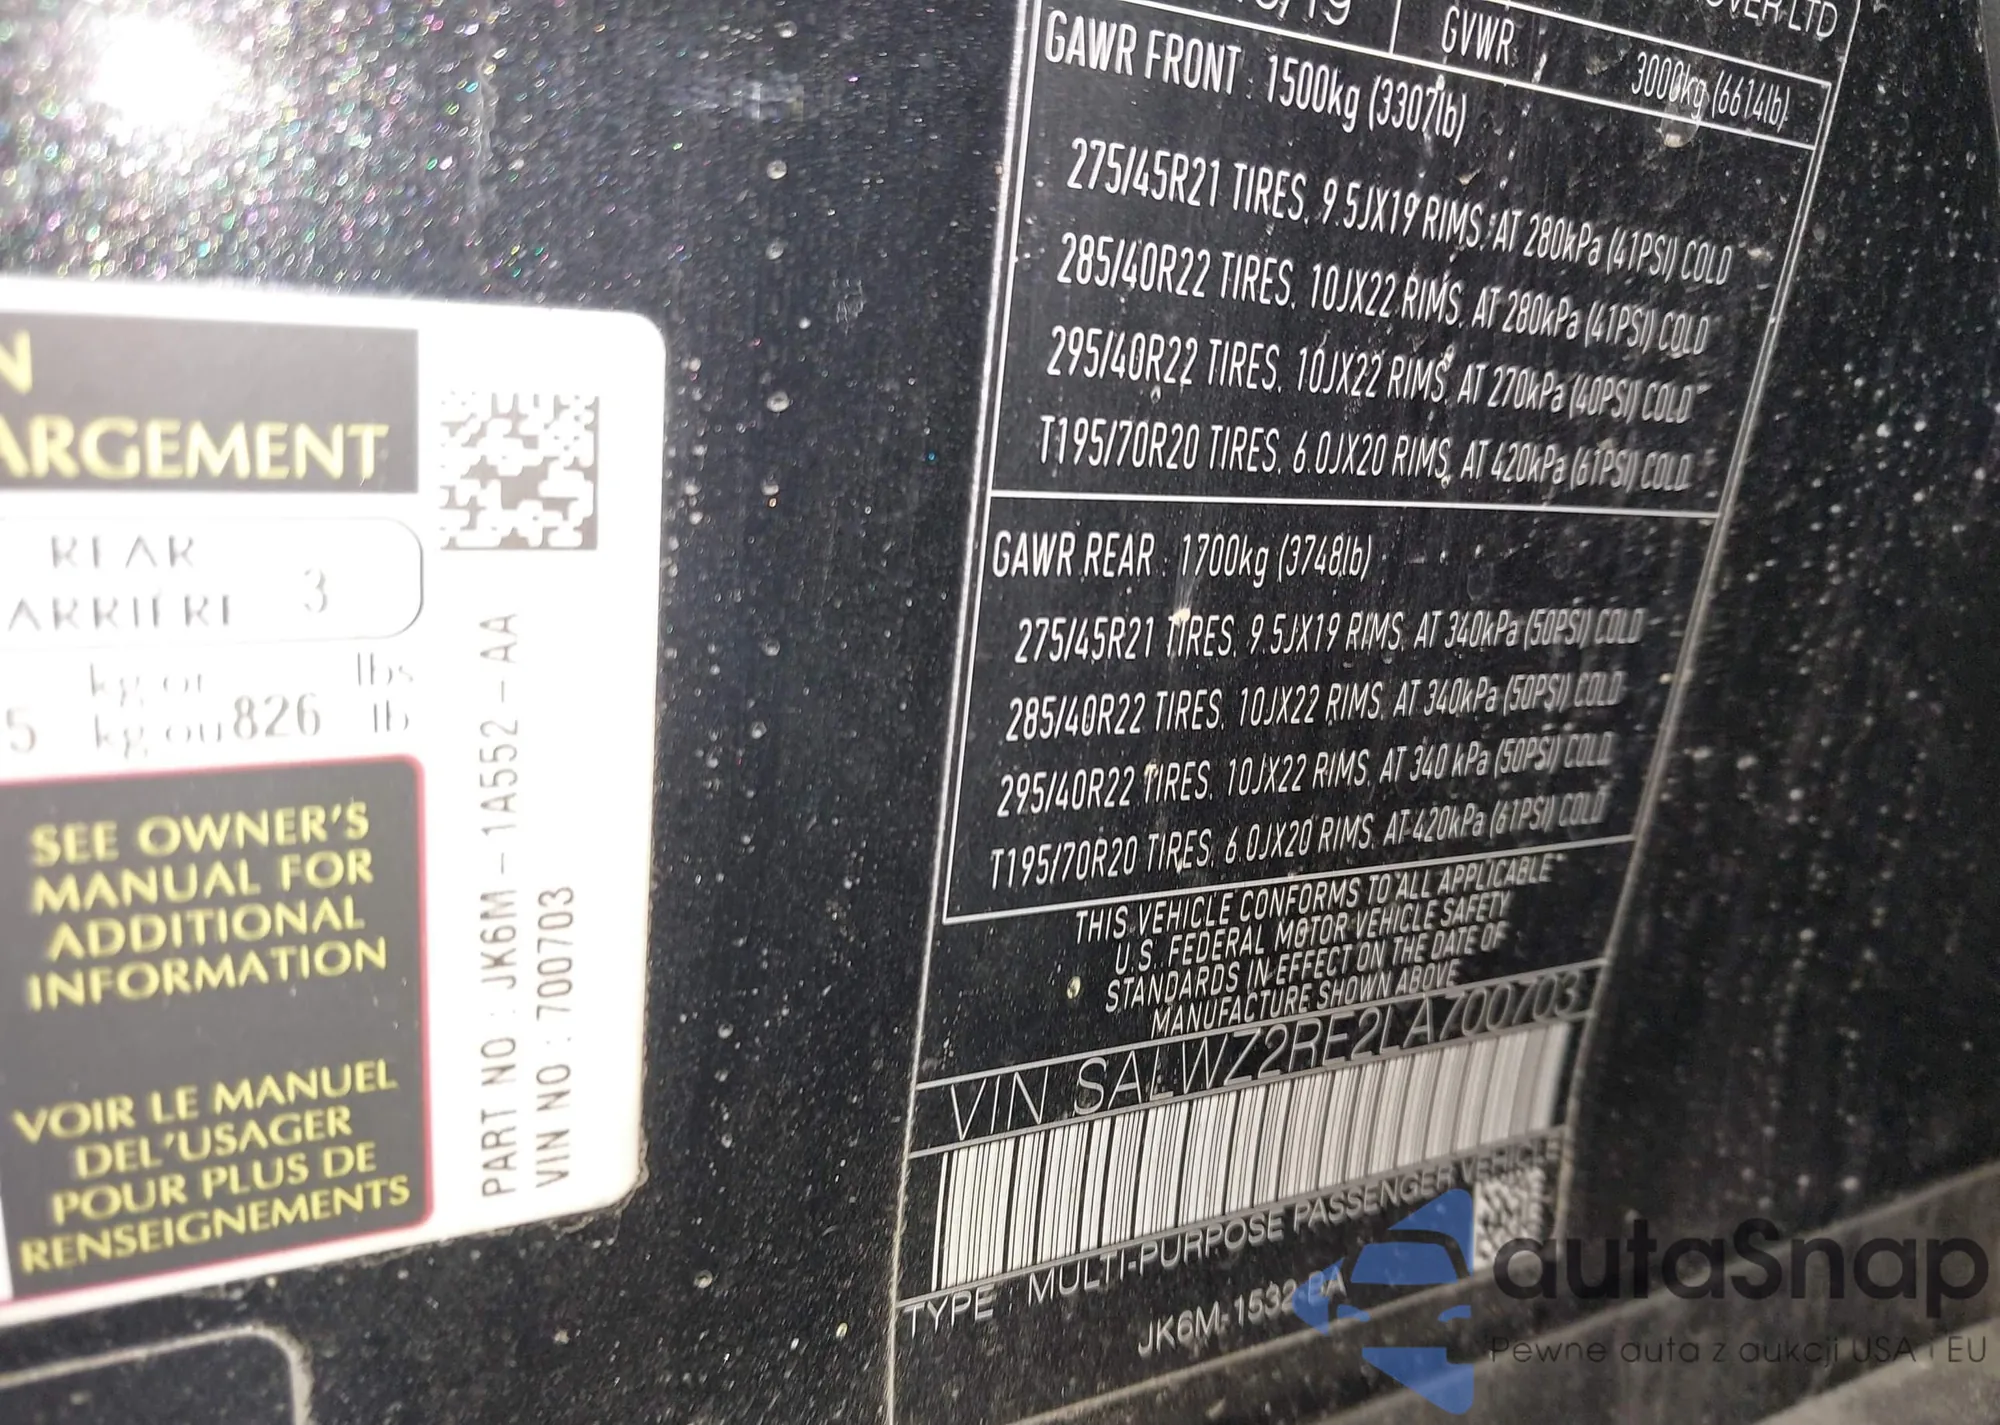 N
ARGEMENT
REAR
ARRIÈRE 3
kg or lbs
5 kg ou 826 lb
SEE OWNER'S
MANUAL FOR
ADDITIONAL
INFORMATION
VOIR LE MANUEL
DEL'USAGER
POUR PLUS DE
RENSEIGNEMENTS
PART NO : JK6M-1A552-AA
VIN NO : 700703
/19
OVER LTD
GVWR : 3000kg (6614lb)
GAWR FRONT : 1500kg (3307lb)
275/45R21 TIRES, 9.5JX19 RIMS, AT 280kPa (41PSI) COLD
285/40R22 TIRES, 10JX22 RIMS, AT 280kPa (41PSI) COLD
295/40R22 TIRES, 10JX22 RIMS, AT 270kPa (40PSI) COLD
T195/70R20 TIRES, 6.0JX20 RIMS, AT 420kPa (61PSI) COLD
GAWR REAR : 1700kg (3748lb)
275/45R21 TIRES, 9.5JX19 RIMS, AT 340kPa (50PSI) COLD
285/40R22 TIRES, 10JX22 RIMS, AT 340kPa (50PSI) COLD
295/40R22 TIRES, 10JX22 RIMS, AT 340 kPa (50PSI) COLD
T195/70R20 TIRES, 6.0JX20 RIMS, AT 420kPa (61PSI) COLD
THIS VEHICLE CONFORMS TO ALL APPLICABLE
U.S. FEDERAL MOTOR VEHICLE SAFETY
STANDARDS IN EFFECT ON THE DATE OF
MANUFACTURE SHOWN ABOVE
VIN SALWZ2RE2LA700703
TYPE : MULTI-PURPOSE PASSENGER VEHICLE
JK6M-1532-BA
autaSnap
Pewne auta z aukcji USA i EU